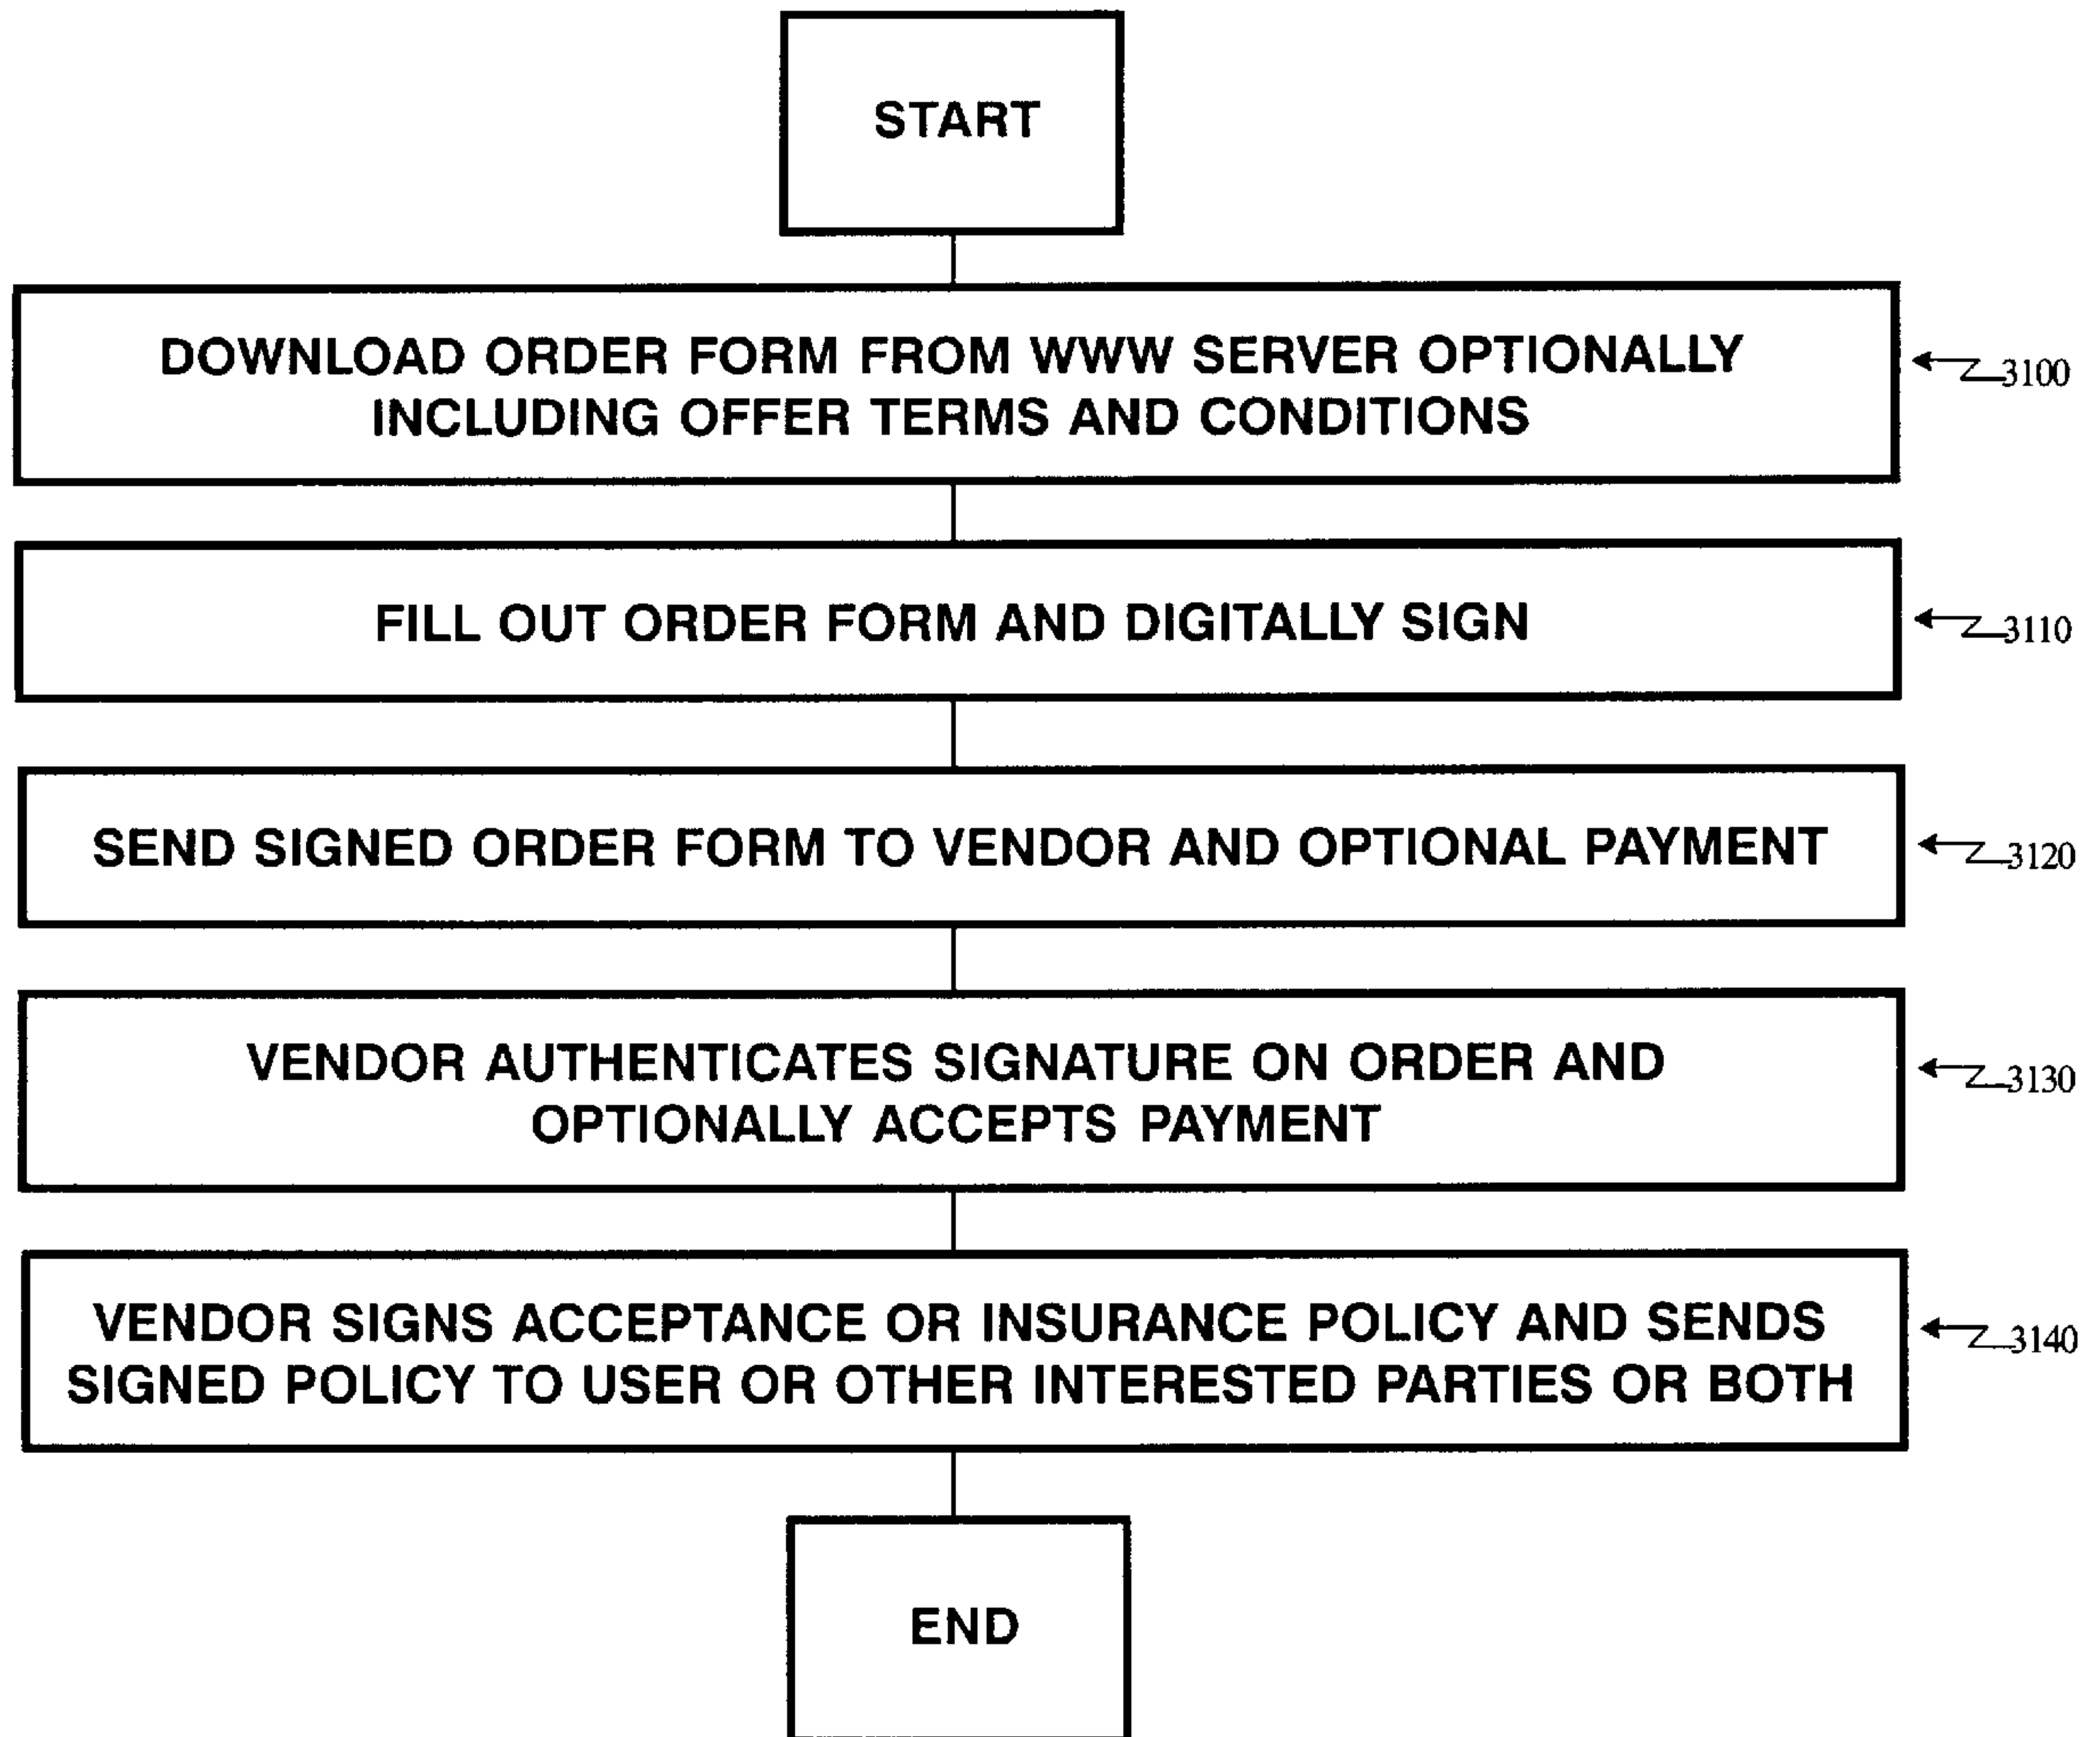 START
DOWNLOAD ORDER FORM FROM WWW SERVER OPTIONALLY
INCLUDING OFFER TERMS AND CONDITIONS
3100
FILL OUT ORDER FORM AND DIGITALLY SIGN
3110
SEND SIGNED ORDER FORM TO VENDOR AND OPTIONAL PAYMENT
3120
VENDOR AUTHENTICATES SIGNATURE ON ORDER AND
OPTIONALLY ACCEPTS PAYMENT
3130
VENDOR SIGNS ACCEPTANCE OR INSURANCE POLICY AND SENDS
SIGNED POLICY TO USER OR OTHER INTERESTED PARTIES OR BOTH
3140
END